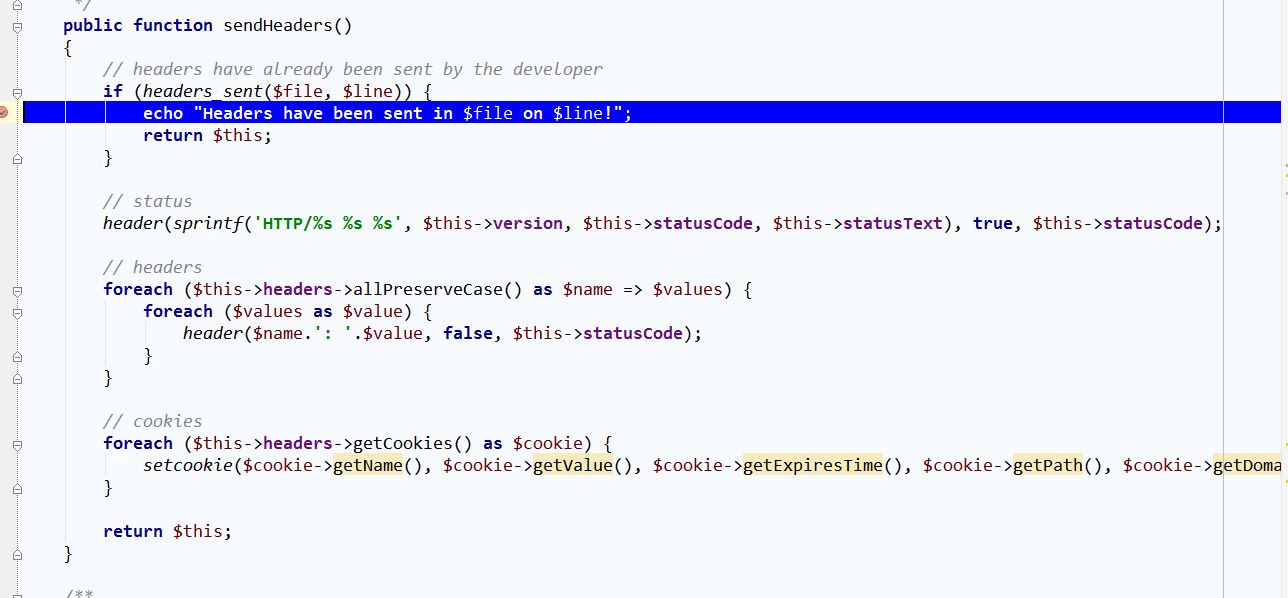 */
public function sendHeaders()
{
// headers have already been sent by the developer
if (headers_sent($file, $line)) {
echo "Headers have been sent in $file on $line!";
return $this;
}
// status
header(sprintf('HTTP/%s %s %s', $this->version, $this->statusCode, $this->statusText), true, $this->statusCode);
// headers
foreach ($this->headers->allPreserveCase() as $name => $values) {
foreach ($values as $value) {
header($name.': '.$value, false, $this->statusCode);
}
}
// cookies
foreach ($this->headers->getCookies() as $cookie) {
setcookie($cookie->getName(), $cookie->getValue(), $cookie->getExpiresTime(), $cookie->getPath(), $cookie->getDoma
}
return $this;
}
/**